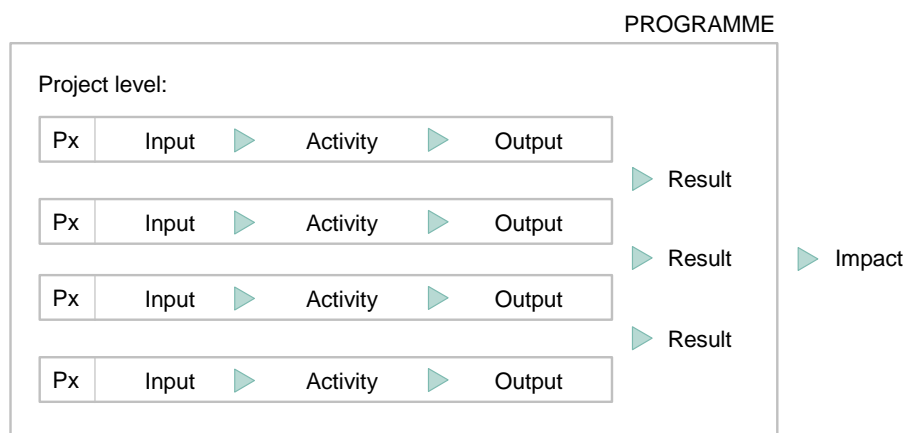 PROGRAMME
Project level:
Px Input Activity Output
Result
Px Input Activity Output
Result Impact
Px Input Activity Output
Result
Px Input Activity Output